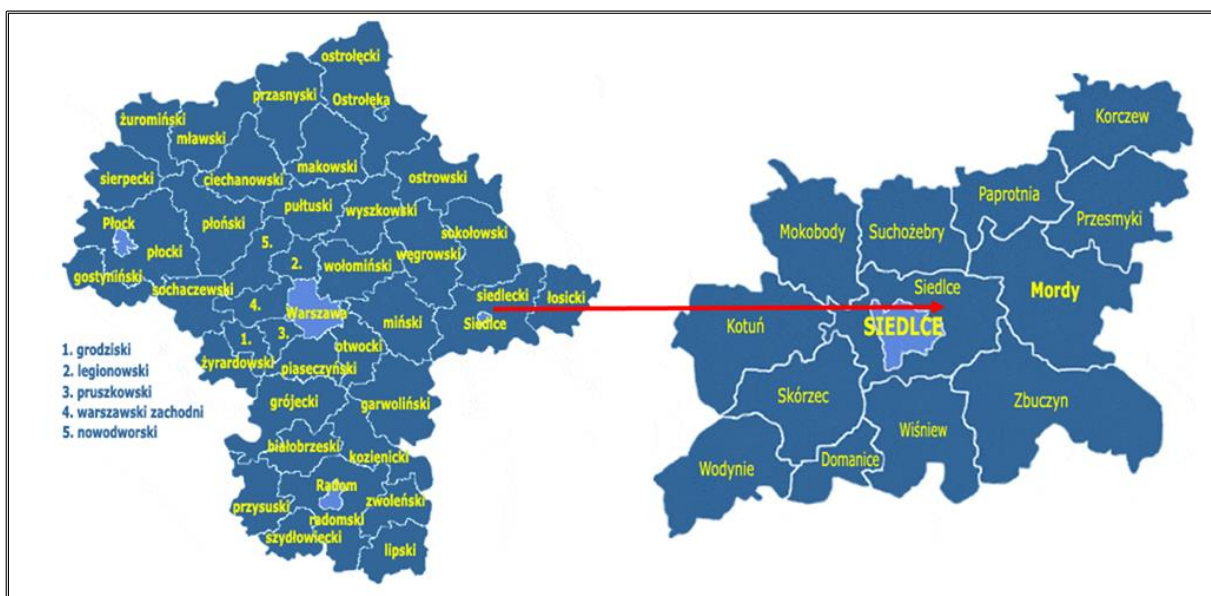 ostrołęcki
przasnyski
Ostrołęka
żuromiński
mławski
makowski
sierpecki
ciechanowski
ostrowski
pułtuski
wyszkowski
Płock
płoński
sokołowski
płocki
5.
węgrowski
2.
wołomiński
gostyniński
sochaczewski
siedlecki
łosicki
4.
Warszawa
miński
Siedlce
3.
1.
otwocki
żyrardowski
piaseczyński
grójecki
garwoliński
białobrzeski
kozienicki
Radom
przysuski
zwoleński
radomski
szydłowiecki
lipski
1. grodziski
2. legionowski
3. pruszkowski
4. warszawski zachodni
5. nowodworski
Korczew
Paprotnia
Przesmyki
Mokobody
Suchożebry
Siedlce
Mordy
Kotuń
SIEDLCE
Skórzec
Zbuczyn
Wiśniew
Domanice
Wodynie